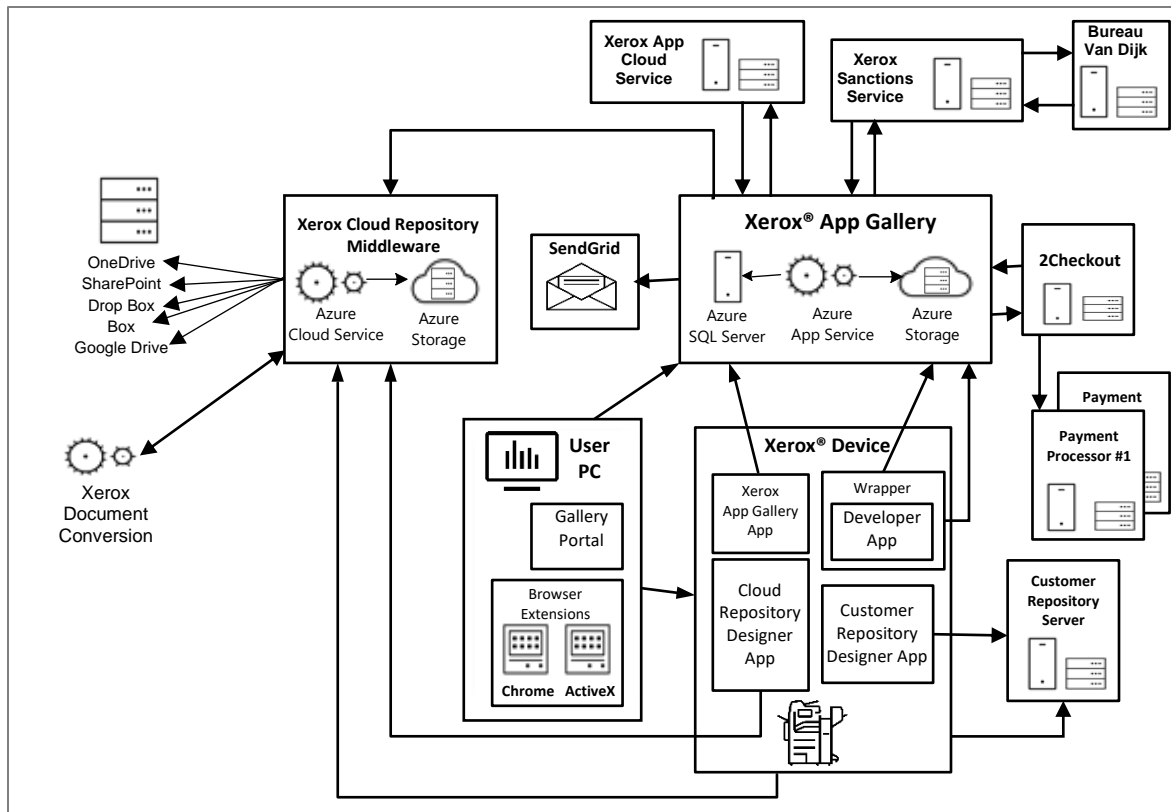 Xerox App
Cloud
Service
Xerox
Sanctions
Service
Bureau
Van Dijk
Xerox Cloud Repository
Middleware
Azure
Cloud Service
Azure
Storage
OneDrive
SharePoint
Drop Box
Box
Google Drive
Xerox
Document
Conversion
SendGrid
Xerox® App Gallery
Azure
SQL Server
Azure
App Service
Azure
Storage
2Checkout
Payment
Payment
Processor #1
User
PC
Gallery
Portal
Browser
Extensions
Chrome
ActiveX
Xerox® Device
Xerox
App Gallery
App
Wrapper
Developer
App
Cloud
Repository
Designer
App
Customer
Repository
Designer App
Customer
Repository
Server